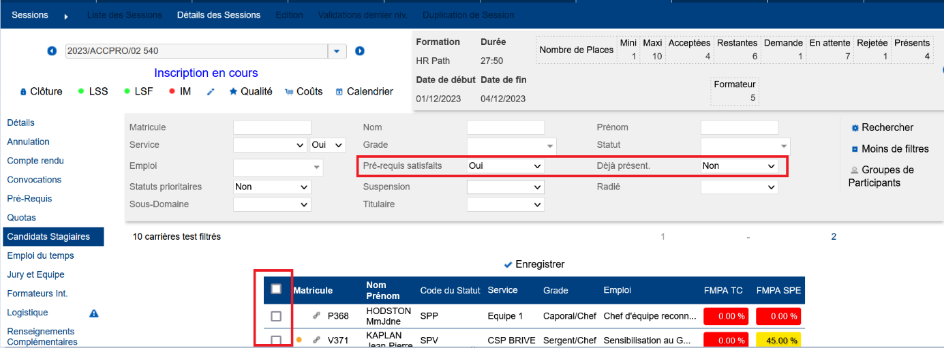 Sessions Liste des Sessions Détails des Sessions Edition Validations dernier niv. Duplication de Session
2023/ACCPRO/02 540
Inscription en cours
Clôture LSS LSF IM Qualité Coûts Calendrier
Formation Durée
HR Path 27:50
Date de début Date de fin
01/12/2023 04/12/2023
Nombre de Places Mini Maxi Acceptées Restantes Demande En attente Rejetée Présents
1 10 4 6 1 7 1 4
Formateur
5
Détails
Annulation
Compte rendu
Convocations
Pré-Requis
Quotas
Candidats Stagiaires
Emploi du temps
Jury et Equipe
Formateurs Int.
Logistique
Renseignements
Complémentaires
Matricule Nom Prénom
Service Oui Grade Statut
Emploi Pré-requis satisfaits Oui Déjà présent. Non
Statuts prioritaires Non Suspension Radié
Sous-Domaine Titulaire
Rechercher
Moins de filtres
Groupes de
Participants
10 carrières test filtrés 1 - 2
Enregistrer
Matricule Nom Prénom Code du Statut Service Grade Emploi FMPA TC FMPA SPE
P368 HODSTON MmJdne SPP Equipe 1 Caporal/Chef Chef d'équipe reconn... 0.00 % 0.00 %
V371 KAPLAN Jean Pierre SPV CSP BRIVE Sergent/Chef Sensibilisation au G... 0.00 % 45.00 %